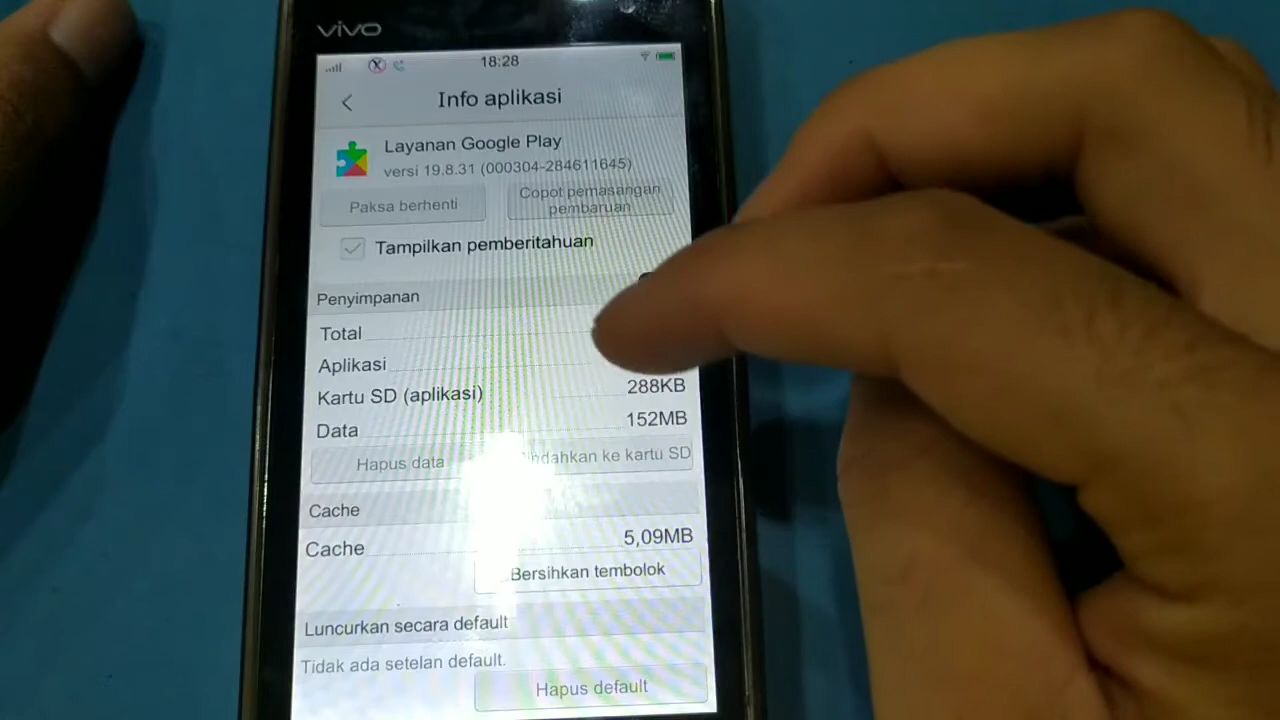 vivo
18:28
Info aplikasi
Layanan Google Play
versi 19.8.31 (000304-284611645)
Paksa berhenti
Copot pemasangan
pembaruan
Tampilkan pemberitahuan
Penyimpanan
Total
Aplikasi
Kartu SD (aplikasi) 288KB
Data 152MB
Hapus data
ke kartu SD
Cache
Cache 5,09MB
Bersihkan tembolok
Luncurkan secara default
Tidak ada setelan default.
Hapus default